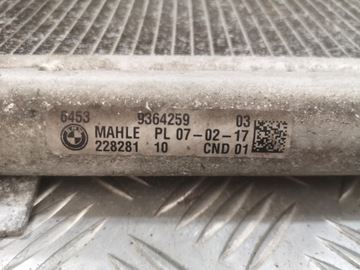 6453 9364259 03
MAHLE PL 07-02-17
228281 10 CND 01